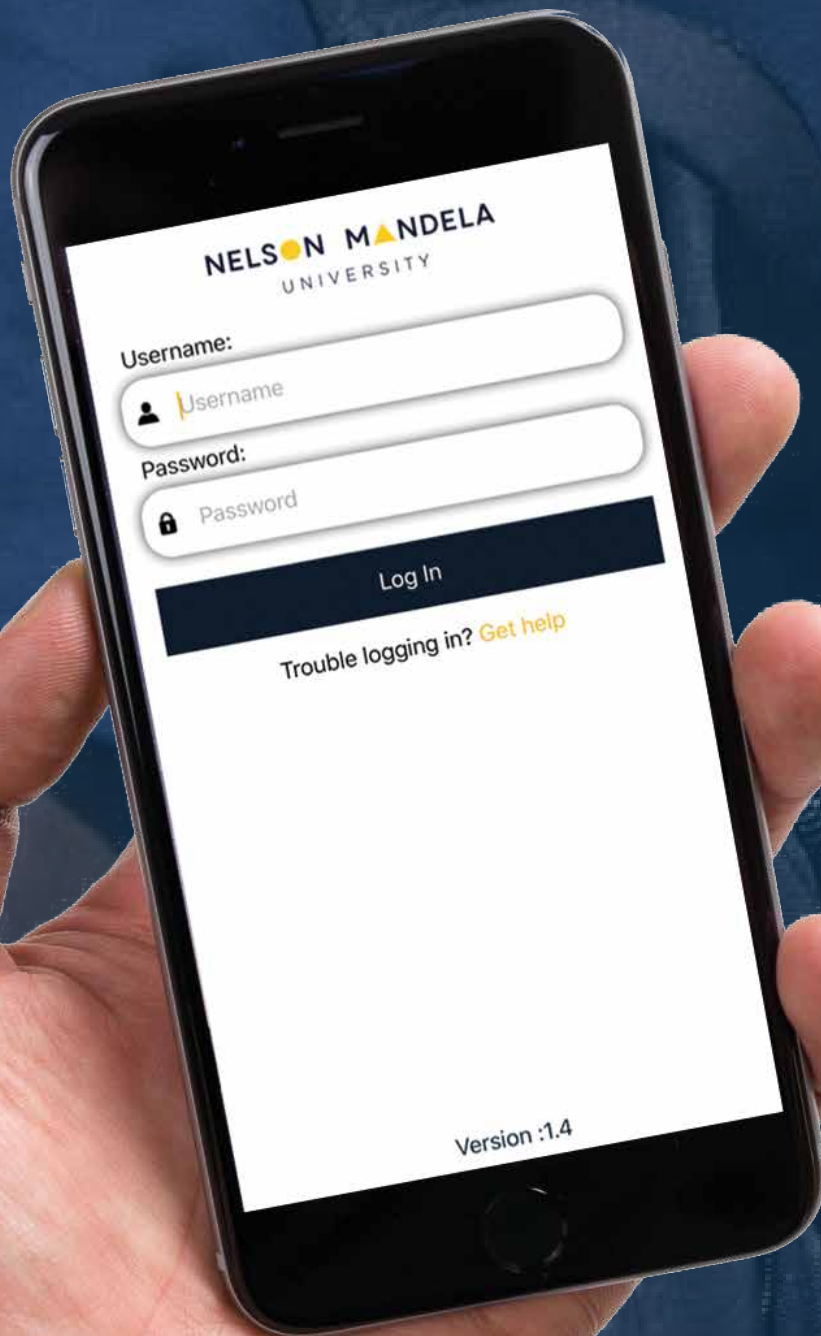 NELSON MANDELA
UNIVERSITY
Username:
Username
Password:
Password
Log In
Trouble logging in? Get help
Version :1.4